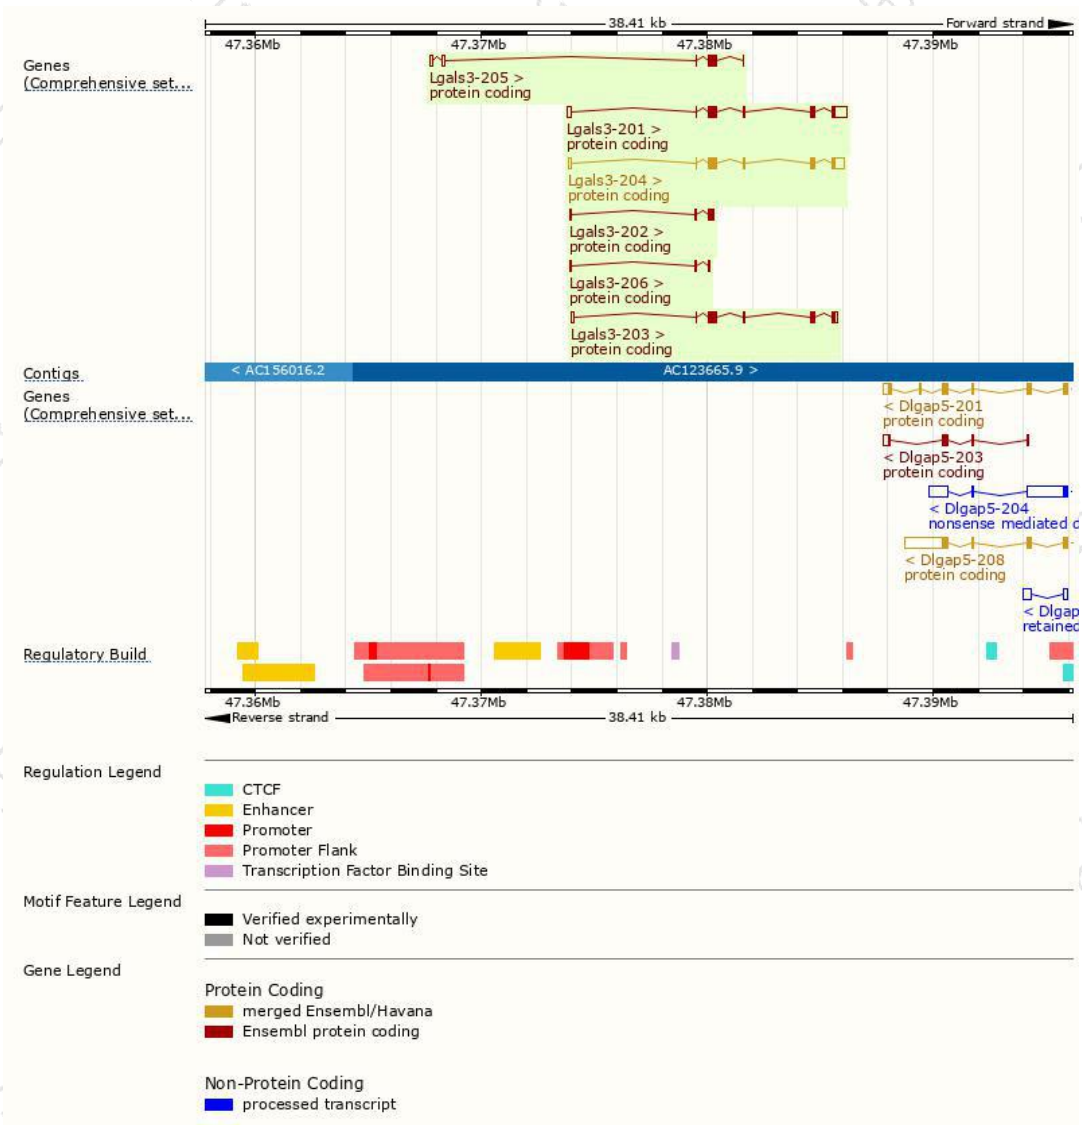 38.41 kb
Forward strand
47.36Mb 47.37Mb 47.38Mb 47.39Mb
Genes
(Comprehensive set...
Lgals3-205 >
protein coding
Lgals3-201 >
protein coding
Lgals3-204 >
protein coding
Lgals3-202 >
protein coding
Lgals3-206 >
protein coding
Lgals3-203 >
protein coding
Contigs
< AC156016.2
AC123665.9 >
Genes
(Comprehensive set...
< Dlgap5-201
protein coding
< Dlgap5-203
protein coding
< Dlgap5-204
nonsense mediated d
< Dlgap5-208
protein coding
< Dlgap
retained
Regulatory Build
47.36Mb 47.37Mb 47.38Mb 47.39Mb
Reverse strand
38.41 kb
Regulation Legend
CTCF
Enhancer
Promoter
Promoter Flank
Transcription Factor Binding Site
Motif Feature Legend
Verified experimentally
Not verified
Gene Legend
Protein Coding
merged Ensembl/Havana
Ensembl protein coding
Non-Protein Coding
processed transcript